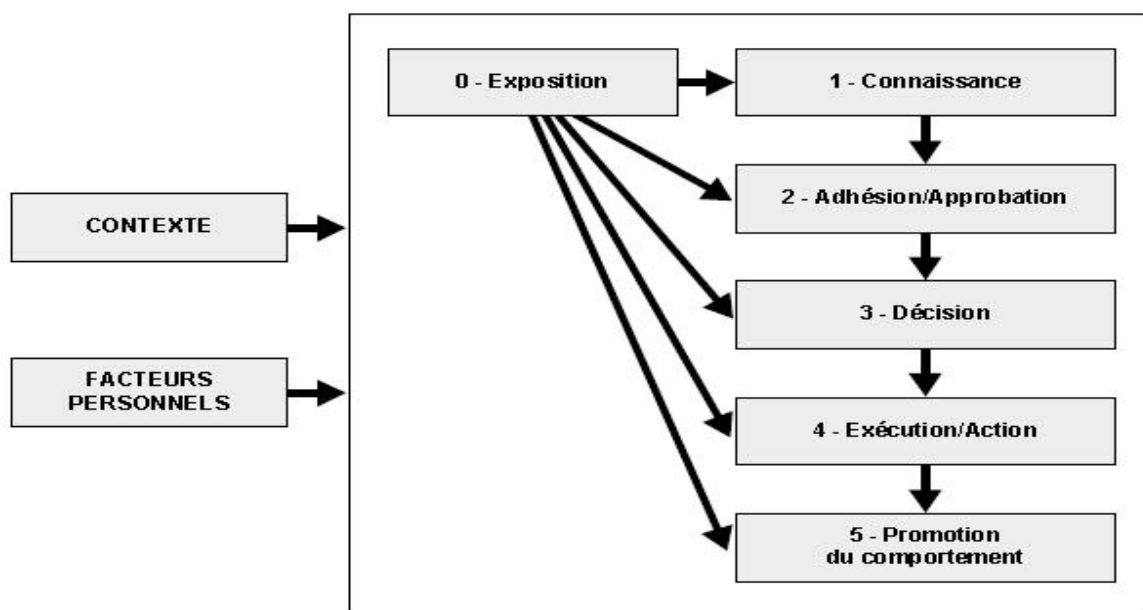 0 - Exposition
1 - Connaissance
2 - Adhésion/Approbation
CONTEXTE
3 - Décision
FACTEURS
PERSONNELS
4 - Exécution/Action
5 - Promotion
du comportement